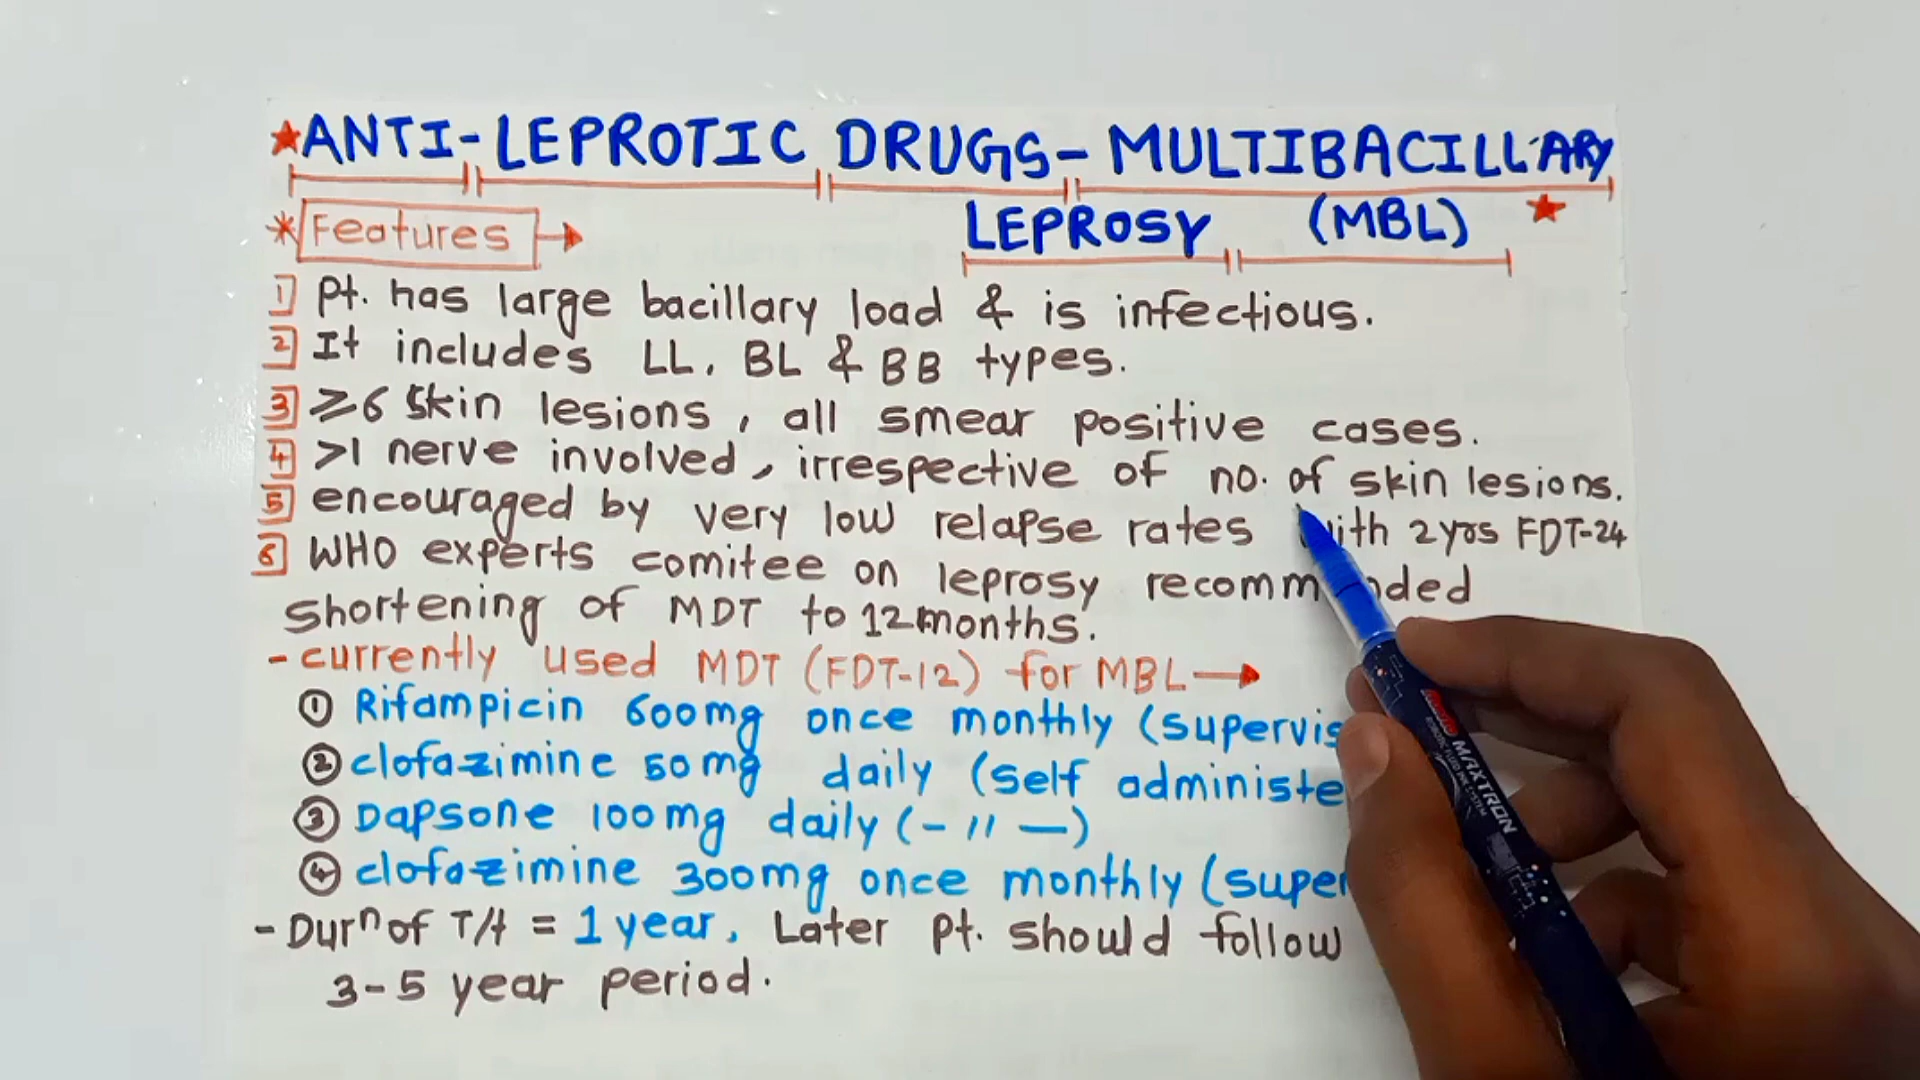 ★ANTI-LEPROTIC DRUGS-MULTIBACILLARY
LEPROSY (MBL) ★
* Features →
1 Pt. has large bacillary load & is infectious.
2 It includes LL, BL & BB types.
3 ≥6 skin lesions, all smear positive cases.
4 >1 nerve involved, irrespective of no. of skin lesions.
5 encouraged by very low relapse rates with 2yrs FDT-24
6 WHO experts comitee on leprosy recommended
shortening of MDT to 12months.
- currently used MDT (FDT-12) for MBL →
① Rifampicin 600mg once monthly (supervis
② clofazimine 50mg daily (self administe
③ Dapsone 100mg daily (- 〃 —)
④ clofazimine 300mg once monthly (super
- Durⁿ of T/t = 1 year, Later Pt. should follow
3-5 year period.
MAXTRON